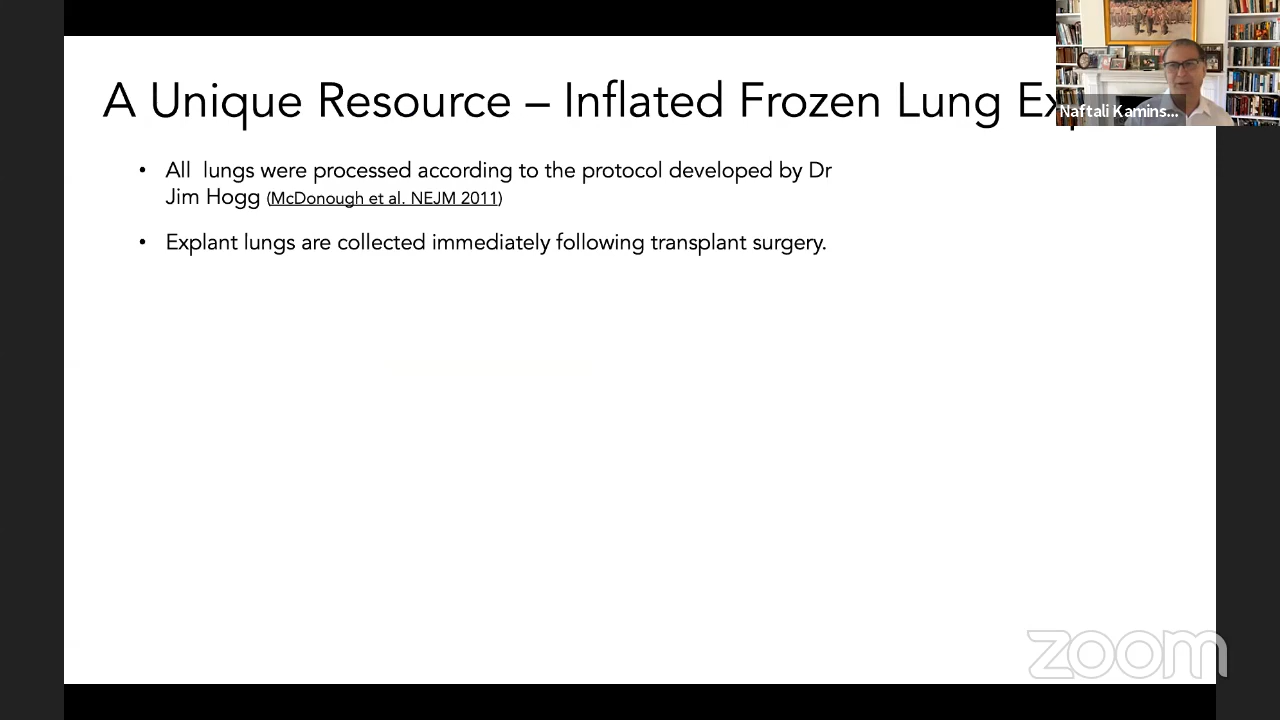 A Unique Resource – Inflated Frozen Lung
Naftali Kamins...
• All lungs were processed according to the protocol developed by Dr
Jim Hogg (McDonough et al. NEJM 2011)
• Explant lungs are collected immediately following transplant surgery.
zoom